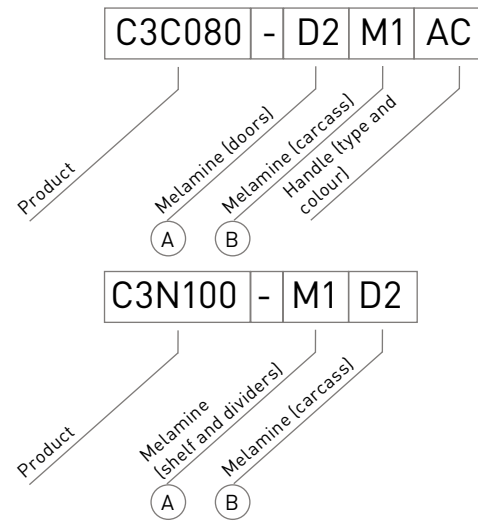 C3C080 - D2 M1 AC
Product
Melamine (doors)
Melamine (carcass)
Handle (type and
colour)
A B
C3N100 - M1 D2
Product
Melamine
(shelf and dividers)
Melamine (carcass)
A B